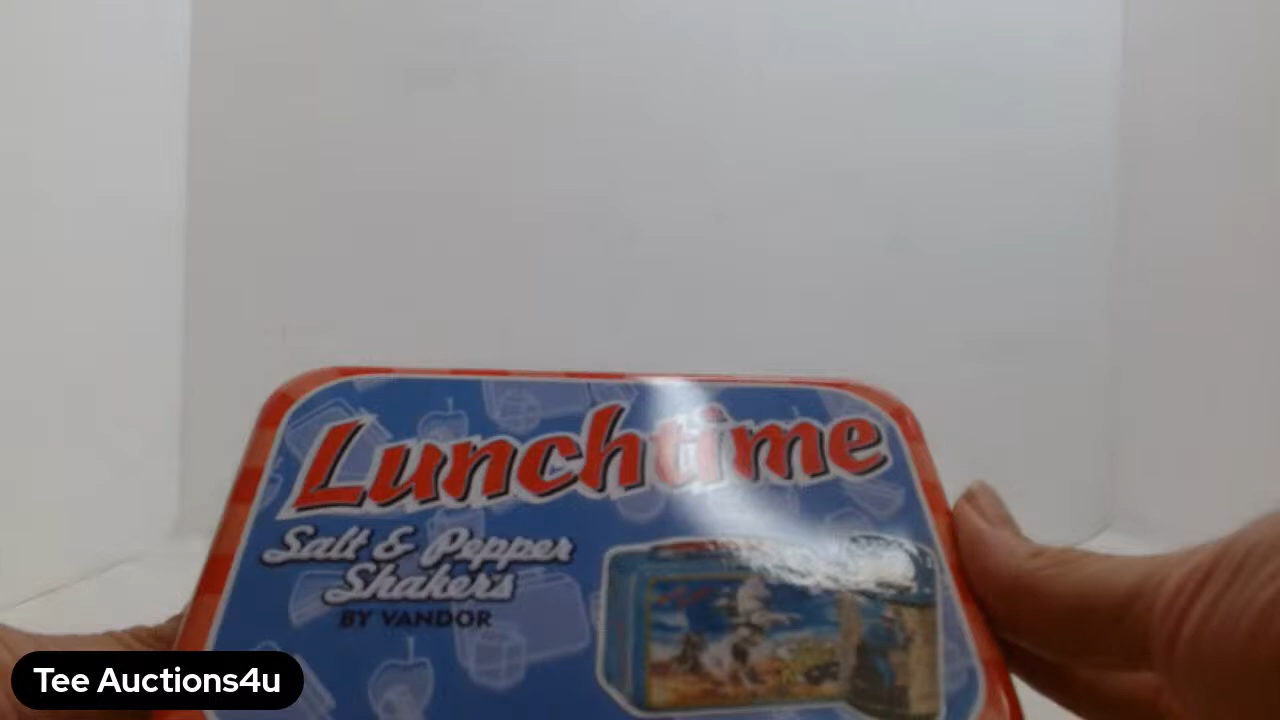 Lunchtime
Salt & Pepper
Shakers
BY VANDOR
Tee Auctions4u